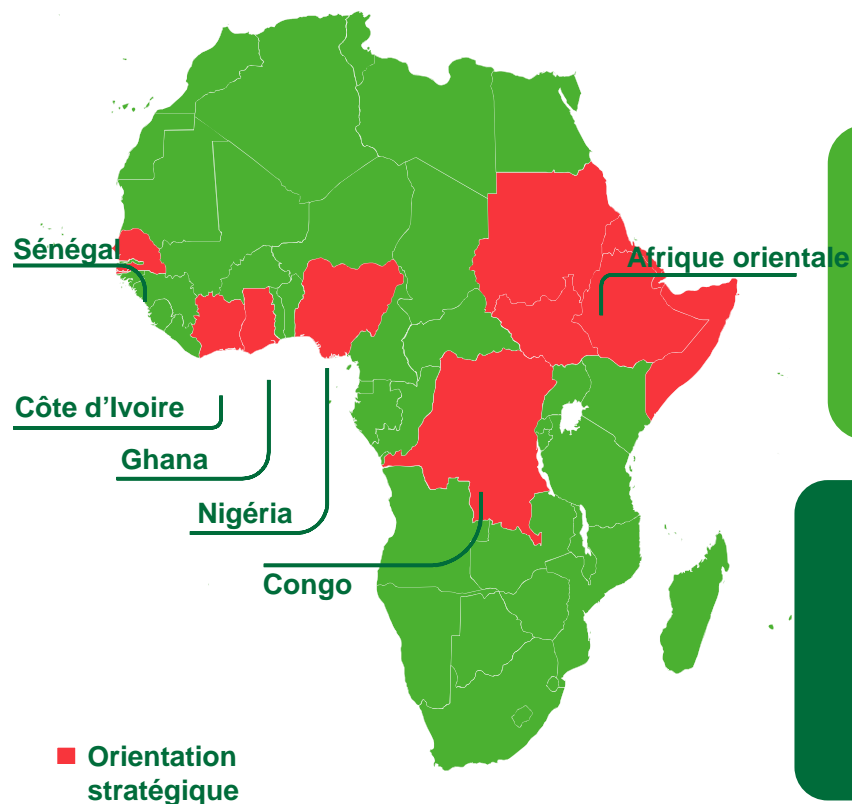 Sénégal
Afrique orientale
Côte d’Ivoire
Ghana
Nigéria
Congo
Orientation
stratégique